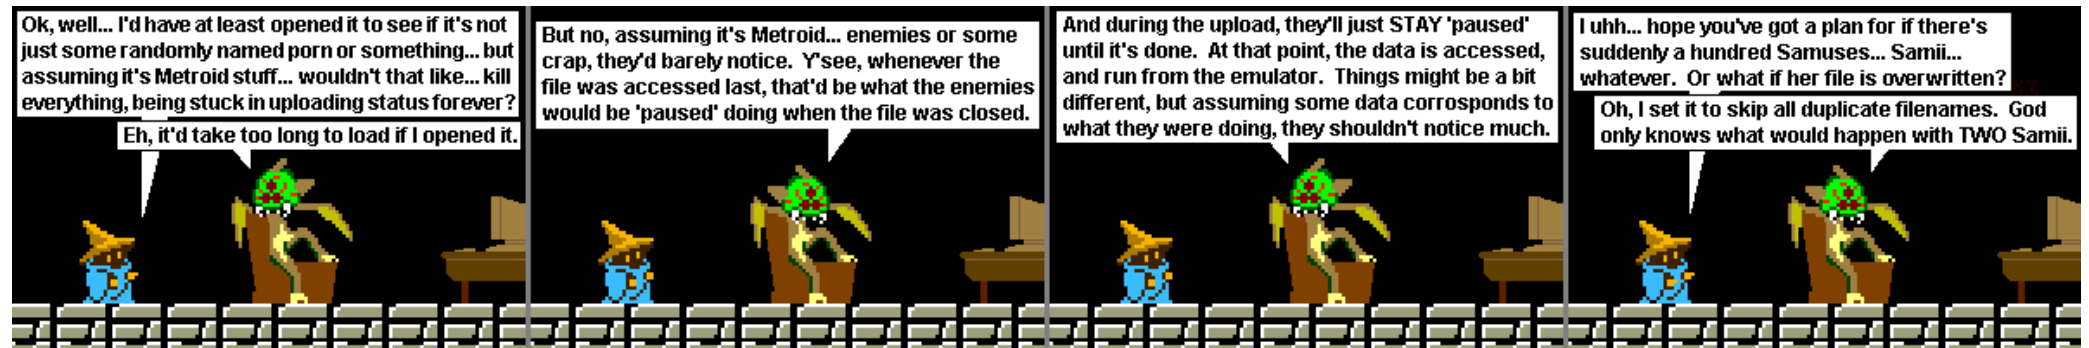 Ok, well... I'd have at least opened it to see if it's not
just some randomly named porn or something... but
assuming it's Metroid stuff... wouldn't that like... kill
everything, being stuck in uploading status forever?
Eh, it'd take too long to load if I opened it.
But no, assuming it's Metroid... enemies or some
crap, they'd barely notice.  Y'see, whenever the
file was accessed last, that'd be what the enemies
would be 'paused' doing when the file was closed.
And during the upload, they'll just STAY 'paused'
until it's done.  At that point, the data is accessed,
and run from the emulator.  Things might be a bit
different, but assuming some data corrosponds to
what they were doing, they shouldn't notice much.
I uhh... hope you've got a plan for if there's
suddenly a hundred Samuses... Samii...
whatever.  Or what if her file is overwritten?
Oh, I set it to skip all duplicate filenames.  God
only knows what would happen with TWO Samii.